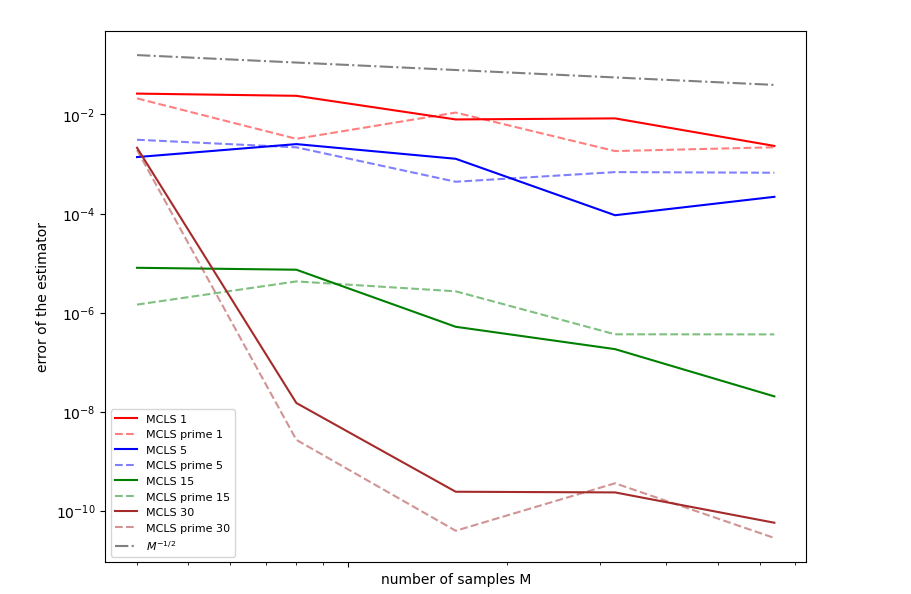 10⁻²
10⁻⁴
10⁻⁶
10⁻⁸
10⁻¹⁰
error of the estimator
MCLS 1
MCLS prime 1
MCLS 5
MCLS prime 5
MCLS 15
MCLS prime 15
MCLS 30
MCLS prime 30
M⁻¹/²
number of samples M